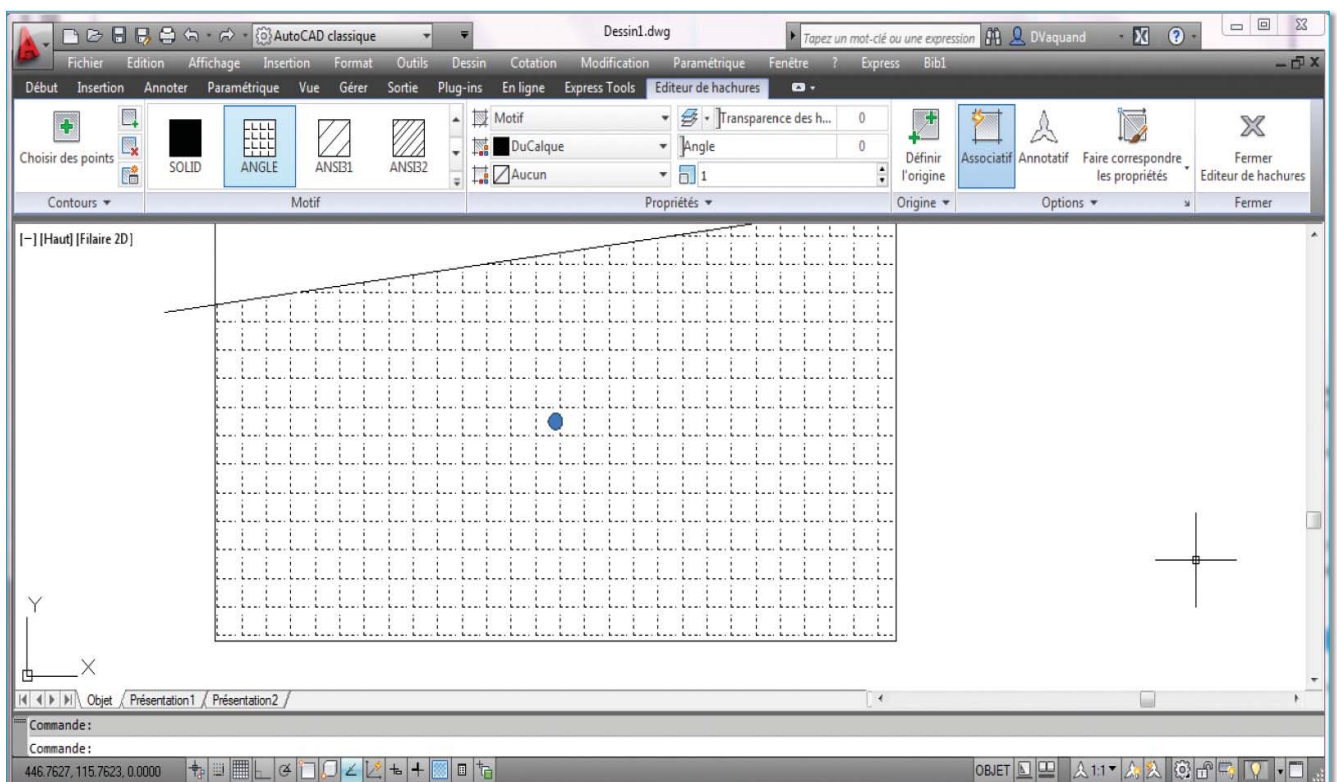 AutoCAD classique Dessin1.dwg Tapez un mot-clé ou une expression DVaquand
Fichier Edition Affichage Insertion Format Outils Dessin Cotation Modification Paramétrique Fenêtre ? Express Bib1
Début Insertion Annoter Paramétrique Vue Gérer Sortie Plug-ins En ligne Express Tools Editeur de hachures
Motif Transparence des h... 0
DuCalque Angle 0
Aucun 1
Choisir des points SOLID ANGLE ANSI31 ANSI32
Définir l'origine Associatif Annotatif Faire correspondre les propriétés Fermer Editeur de hachures
Contours Motif Propriétés Origine Options Fermer
[−] [Haut] [Filaire 2D]
Y
X
Objet Présentation1 Présentation2
Commande:
Commande:
446.7627, 115.7623, 0.0000 OBJET 1:1